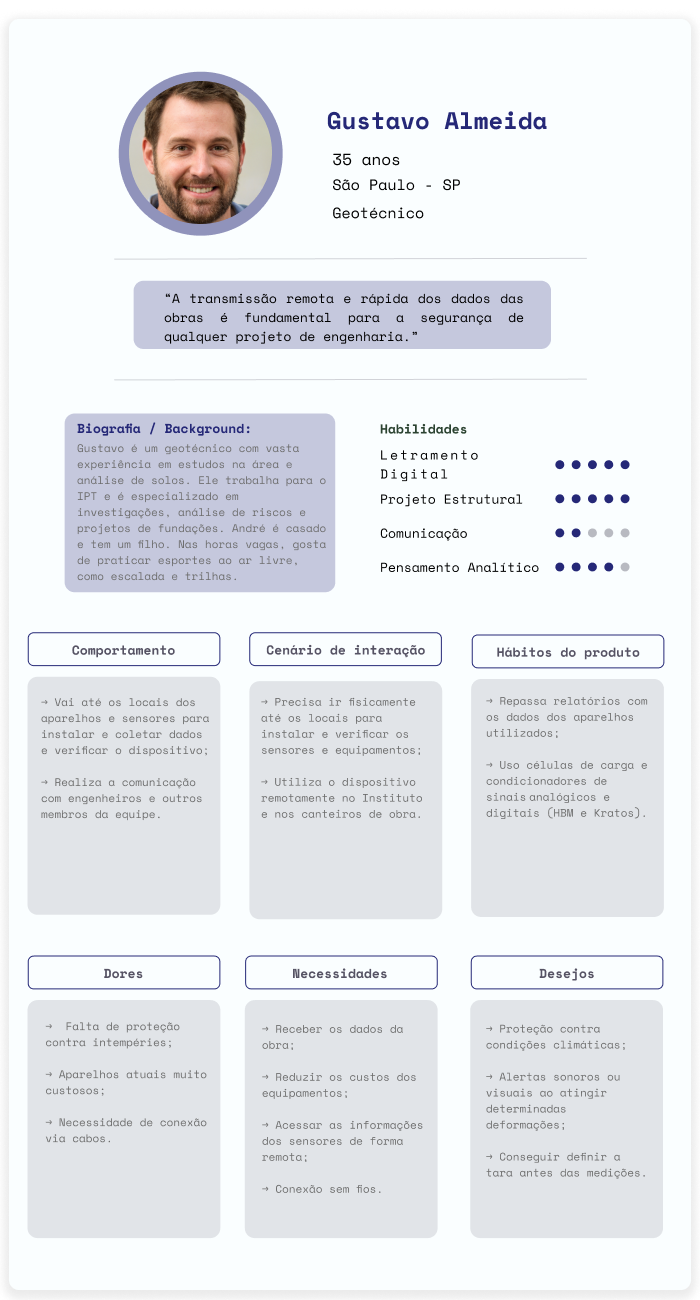 Gustavo Almeida
35 anos
São Paulo - SP
Geotécnico
“A transmissão remota e rápida dos dados das
obras é fundamental para a segurança de
qualquer projeto de engenharia.”
Biografia / Background:
Gustavo é um geotécnico com vasta
experiência em estudos na área e
análise de solos. Ele trabalha para o
IPT e é especializado em
investigações, análise de riscos e
projetos de fundações. André é casado
e tem um filho. Nas horas vagas, gosta
de praticar esportes ao ar livre,
como escalada e trilhas.
Habilidades
Letramento
Digital
Projeto Estrutural
Comunicação
Pensamento Analítico
Comportamento
→ Vai até os locais dos
aparelhos e sensores para
instalar e coletar dados
e verificar o dispositivo;
→ Realiza a comunicação
com engenheiros e outros
membros da equipe.
Cenário de interação
→ Precisa ir fisicamente
até os locais para
instalar e verificar os
sensores e equipamentos;
→ Utiliza o dispositivo
remotamente no Instituto
e nos canteiros de obra.
Hábitos do produto
→ Repassa relatórios com
os dados dos aparelhos
utilizados;
→ Uso células de carga e
condicionadores de
sinais analógicos e
digitais (HBM e Kratos).
Dores
→ Falta de proteção
contra intempéries;
→ Aparelhos atuais muito
custosos;
→ Necessidade de conexão
via cabos.
Necessidades
→ Receber os dados da
obra;
→ Reduzir os custos dos
equipamentos;
→ Acessar as informações
dos sensores de forma
remota;
→ Conexão sem fios.
Desejos
→ Proteção contra
condições climáticas;
→ Alertas sonoros ou
visuais ao atingir
determinadas
deformações;
→ Conseguir definir a
tara antes das medições.